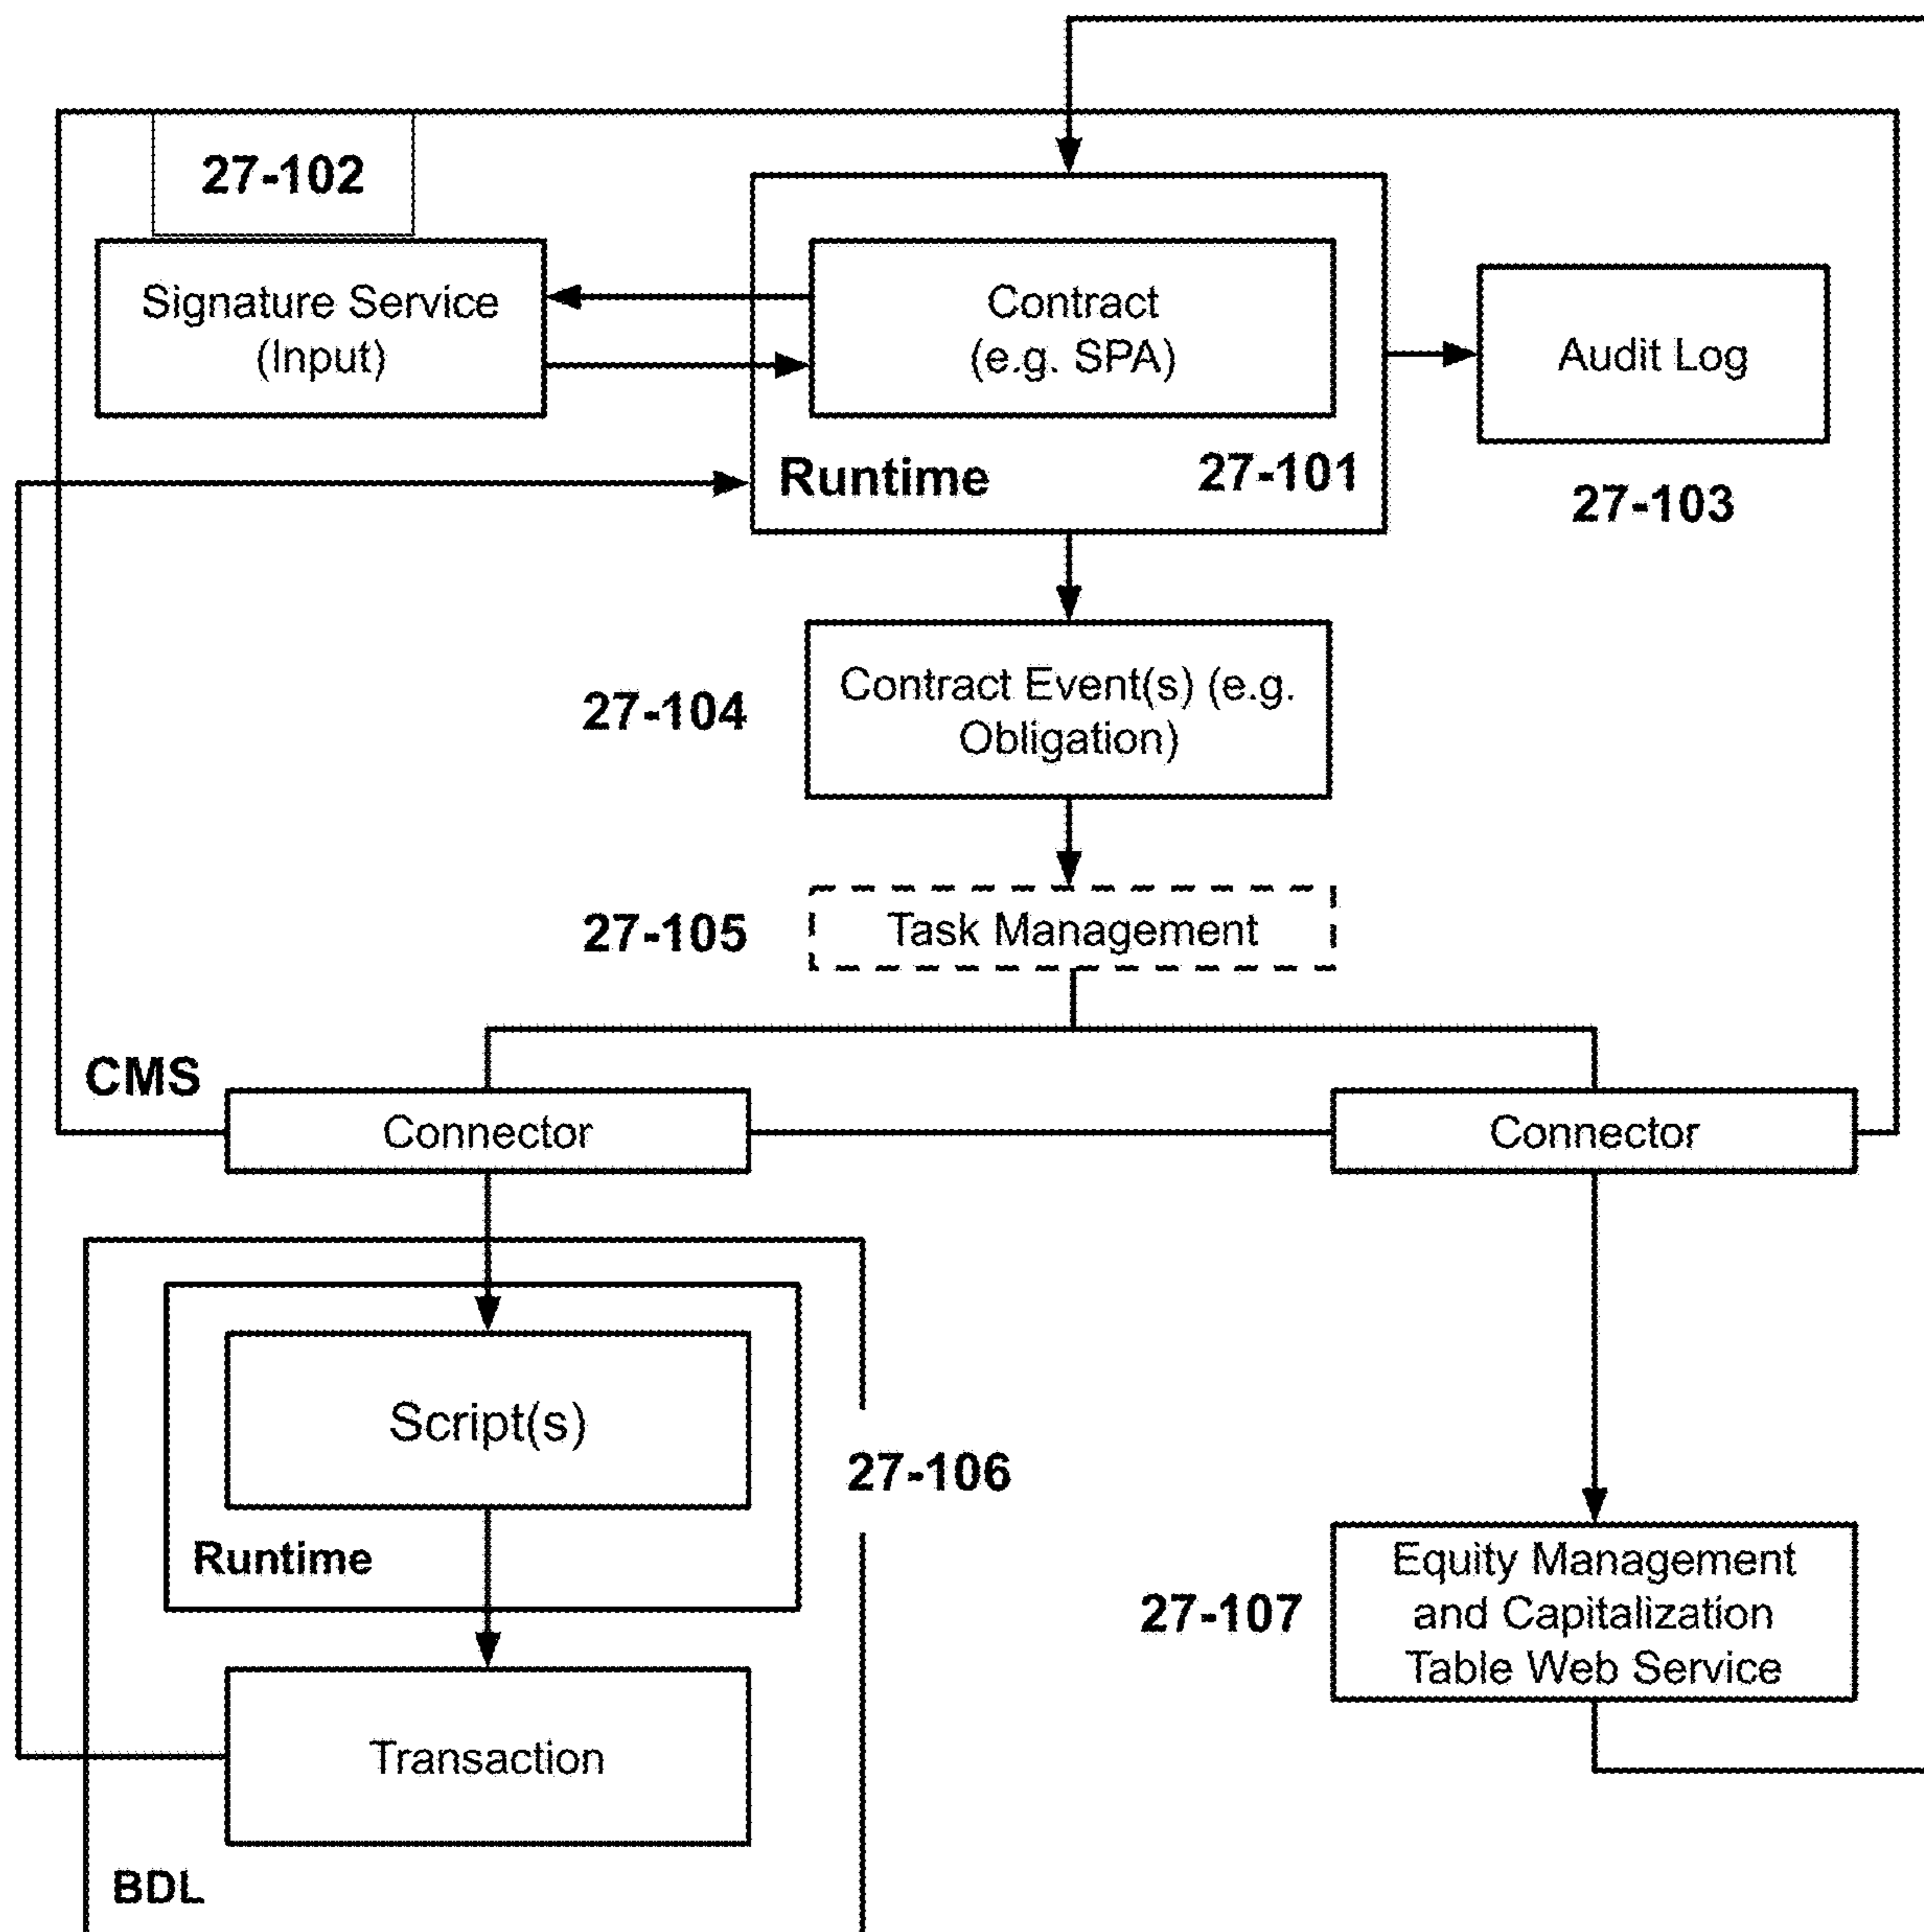 27-102
Signature Service
(Input)
Contract
(e.g. SPA)
Audit Log
Runtime
27-101
27-103
27-104
Contract Event(s) (e.g.
Obligation)
27-105
Task Management
CMS
Connector
Connector
Script(s)
27-106
Runtime
27-107
Equity Management
and Capitalization
Table Web Service
Transaction
BDL